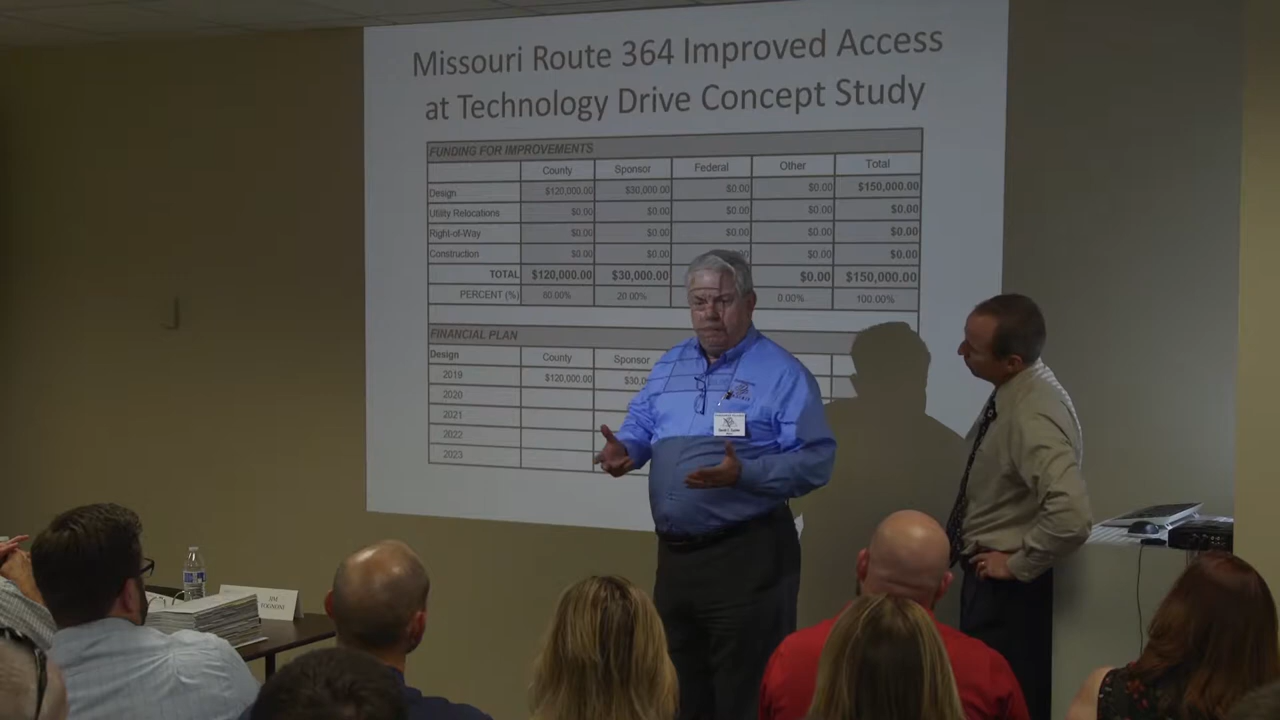 Missouri Route 364 Improved Access
at Technology Drive Concept Study
FUNDING FOR IMPROVEMENTS
County Sponsor Federal Other Total
Design $120,000.00 $30,000.00 $0.00 $0.00 $150,000.00
Utility Relocations $0.00 $0.00 $0.00 $0.00 $0.00
Right-of-Way $0.00 $0.00 $0.00 $0.00 $0.00
Construction $0.00 $0.00 $0.00 $0.00 $0.00
TOTAL $120,000.00 $30,000.00 $0.00 $150,000.00
PERCENT (%) 80.00% 20.00% 0.00% 100.00%
FINANCIAL PLAN
Design County Sponsor
2019 $120,000.00 $30,0
2020
2021
2022
2023
JIM